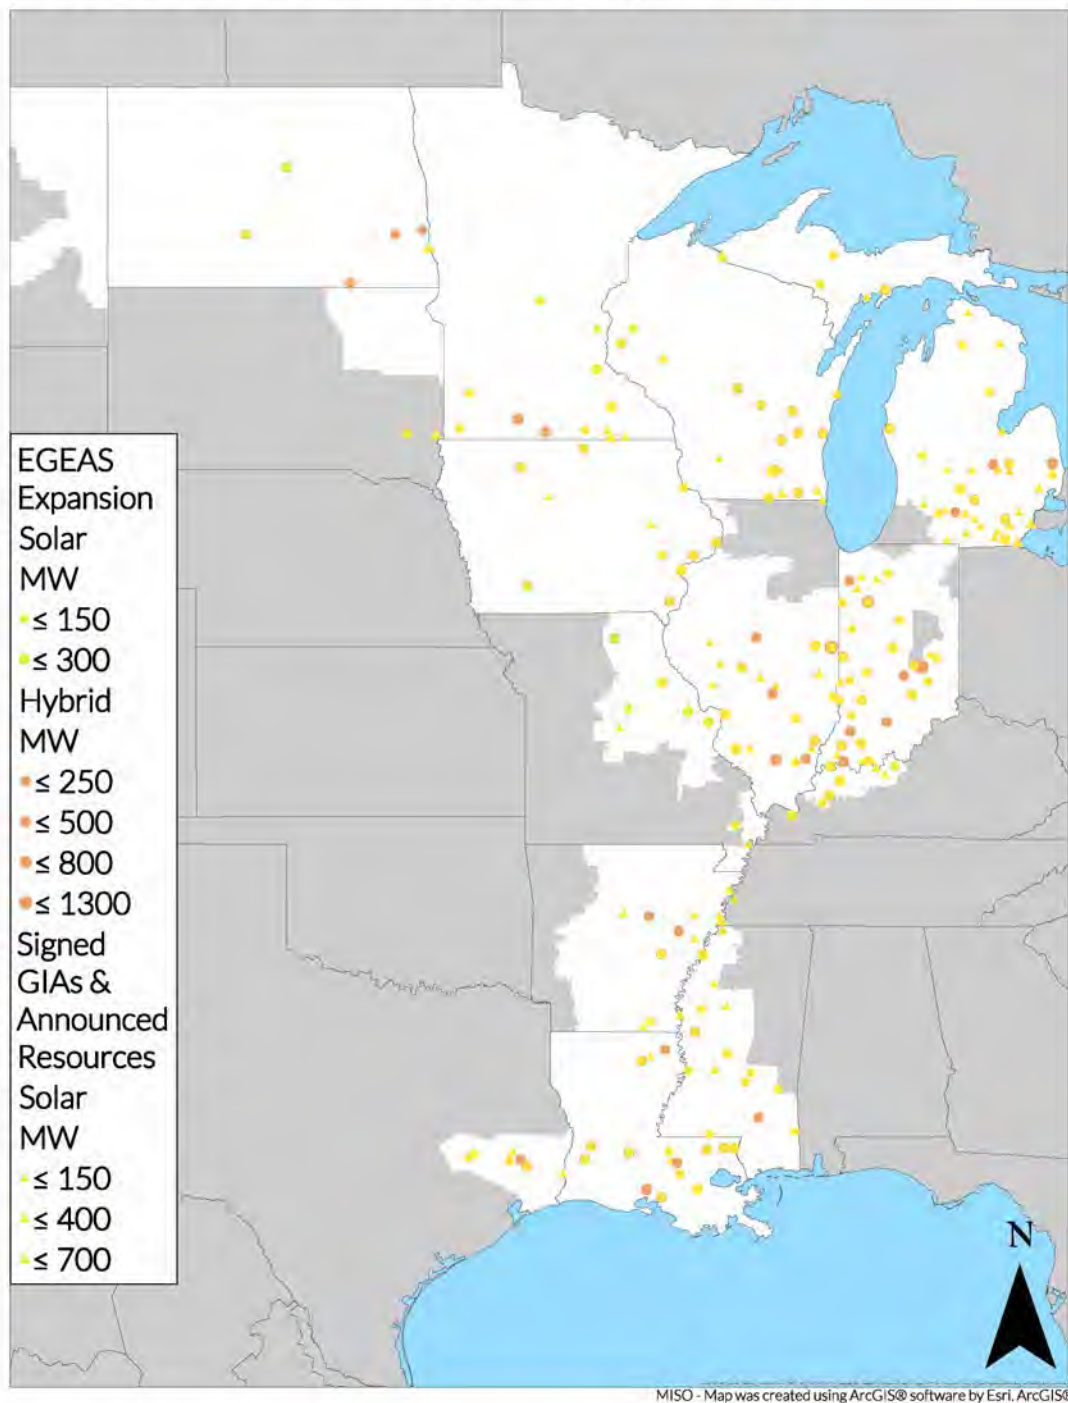 EGEAS
Expansion
Solar
MW
≤ 150
≤ 300
Hybrid
MW
≤ 250
≤ 500
≤ 800
≤ 1300
Signed
GIAs &
Announced
Resources
Solar
MW
≤ 150
≤ 400
≤ 700
N
MISO - Map was created using ArcGIS® software by Esri. ArcGIS®